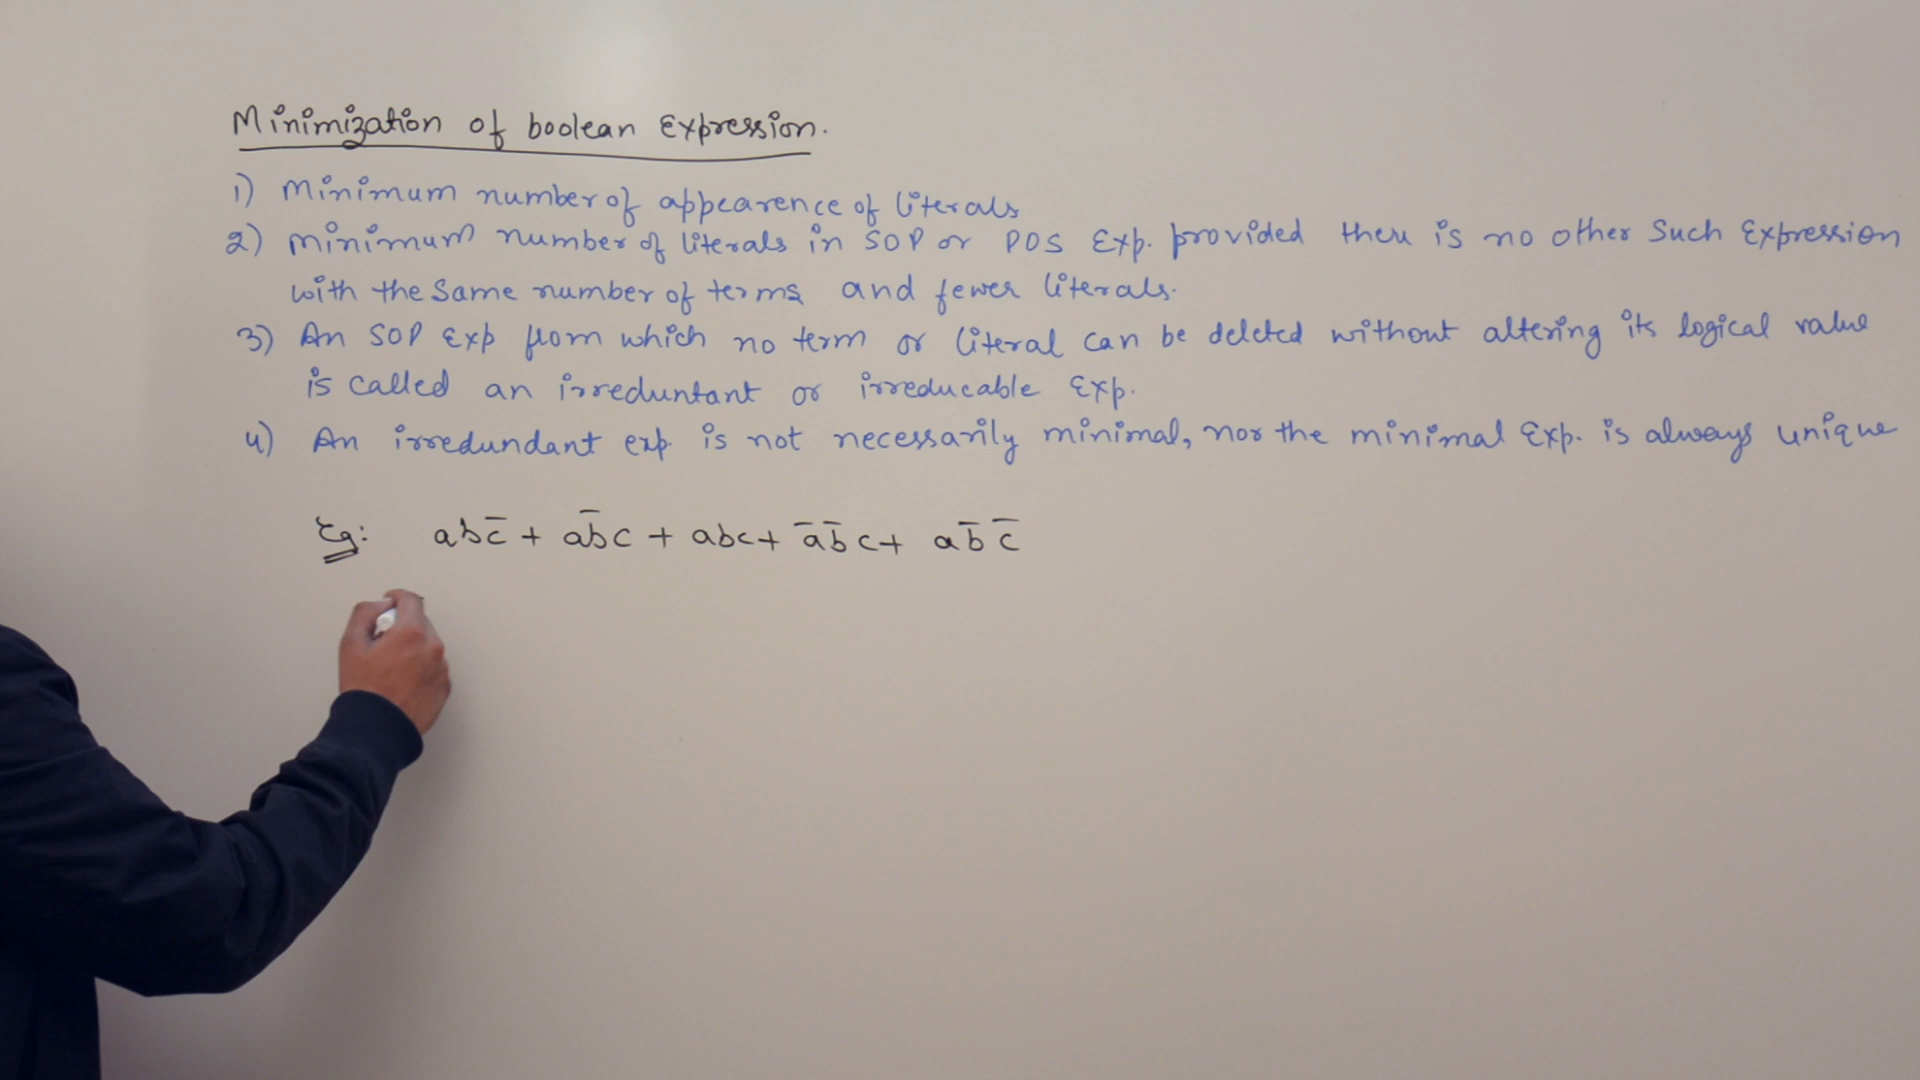 Minimization of boolean Expression.
1) Minimum number of appearence of literals
2) Minimum number of literals in SOP or POS Exp. provided there is no other Such Expression
with the Same number of terms and fewer literals.
3) An SOP Exp from which no term or literal can be deleted without altering its logical value
is called an irreduntant or irreducable Exp.
4) An irredundant exp. is not necessarily minimal, nor the minimal Exp. is always unique
Eg: abc̅ + ab̅c + abc + a̅b̅c + ab̅c̅